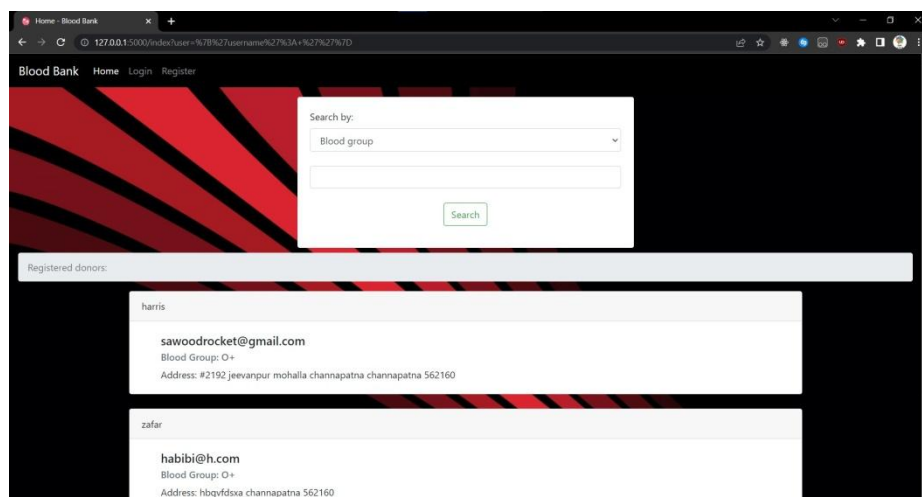 Home - Blood Bank
127.0.0.1:5000/index?user=%7B%27username%27%3A+%27%27%7D
Blood Bank Home Login Register
Search by:
Blood group
Search
Registered donors:
harris
sawoodrocket@gmail.com
Blood Group: O+
Address: #2192 jeevanpur mohalla channapatna channapatna 562160
zafar
habibi@h.com
Blood Group: O+
Address: hbgvfdsxa channapatna 562160